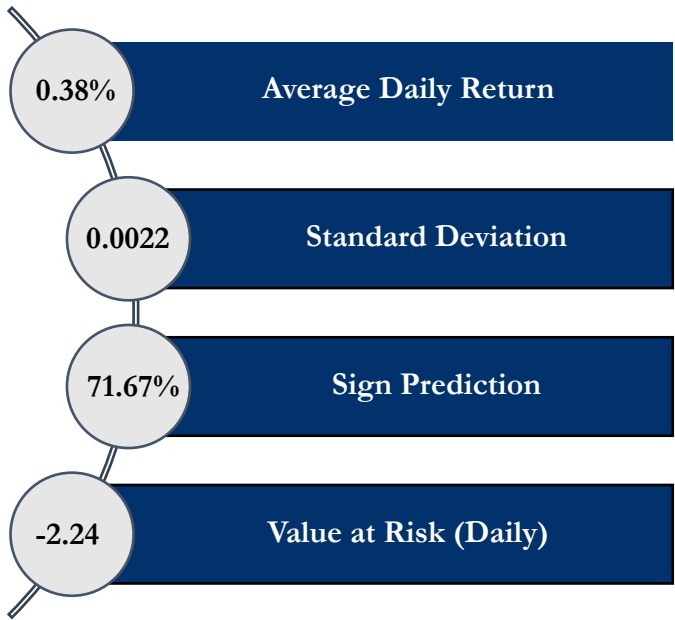 0.38%
Average Daily Return
0.0022
Standard Deviation
71.67%
Sign Prediction
-2.24
Value at Risk (Daily)